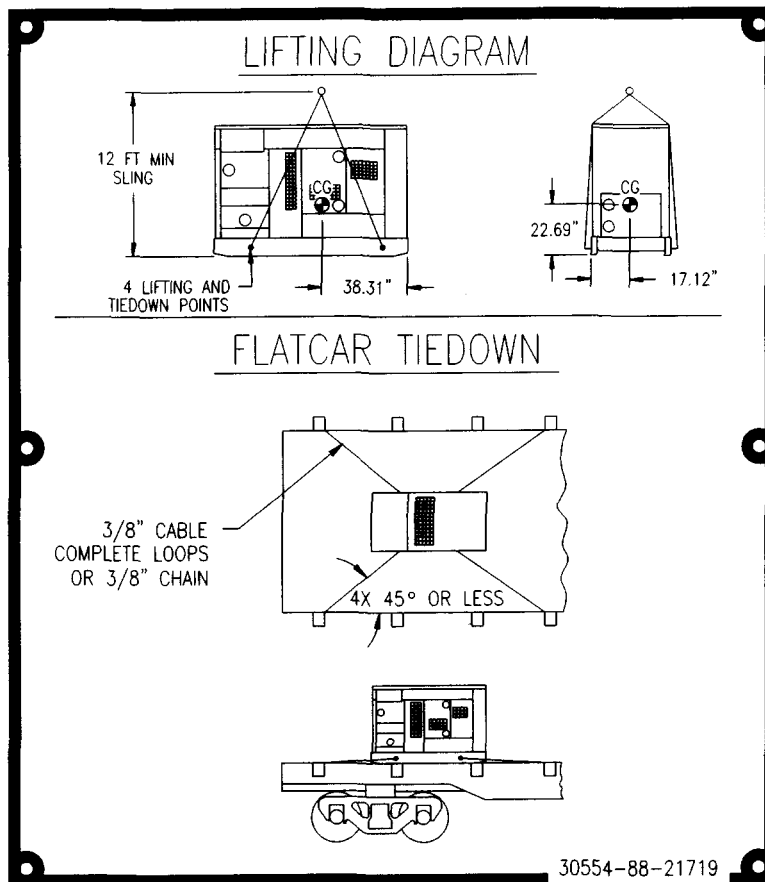 LIFTING DIAGRAM
12 FT MIN
SLING
CG
CG
22.69"
4 LIFTING AND
TIEDOWN POINTS
38.31"
17.12"
FLATCAR TIEDOWN
3/8" CABLE
COMPLETE LOOPS
OR 3/8" CHAIN
4X 45° OR LESS
30554-88-21719